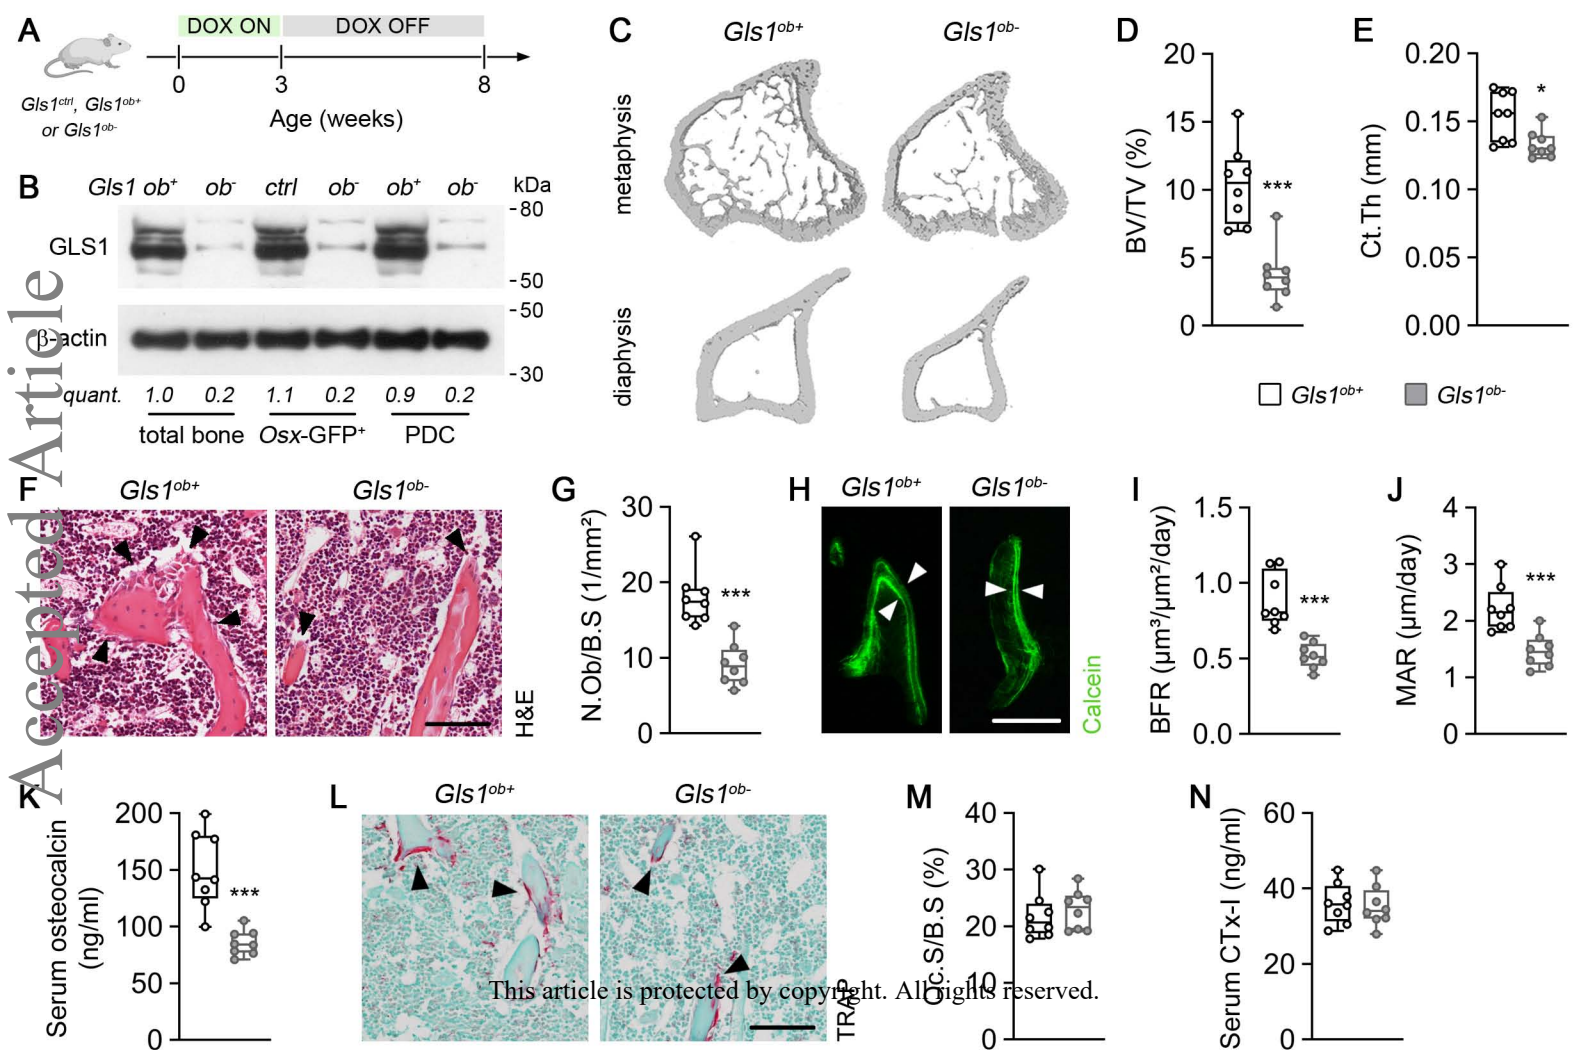 A
DOX ON
DOX OFF
0
3
8
Age (weeks)
Gls1ctrl, Gls1ob+
or Gls1ob-
B
Gls1 ob+ ob- ctrl ob- ob+ ob- kDa
GLS1
-80
-50
β-actin
-50
-30
quant. 1.0 0.2 1.1 0.2 0.9 0.2
total bone Osx-GFP+ PDC
C
Gls1ob+ Gls1ob-
metaphysis
diaphysis
D
BV/TV (%)
20
15
10
5
0
***
E
Ct.Th (mm)
0.20
0.15
0.10
0.05
0.00
*
Gls1ob+ Gls1ob-
F
Gls1ob+ Gls1ob-
H&E
G
N.Ob/B.S (1/mm²)
30
20
10
0
***
H
Gls1ob+ Gls1ob-
Calcein
I
BFR (µm³/µm²/day)
1.5
1.0
0.5
0.0
***
J
MAR (µm/day)
4
3
2
1
0
***
K
Serum osteocalcin
(ng/ml)
200
150
100
50
0
***
L
Gls1ob+ Gls1ob-
TRAP
M
Oc.S/B.S (%)
40
30
20
10
0
N
Serum CTx-I (ng/ml)
60
40
20
0
Accepted Article
This article is protected by copyright. All rights reserved.